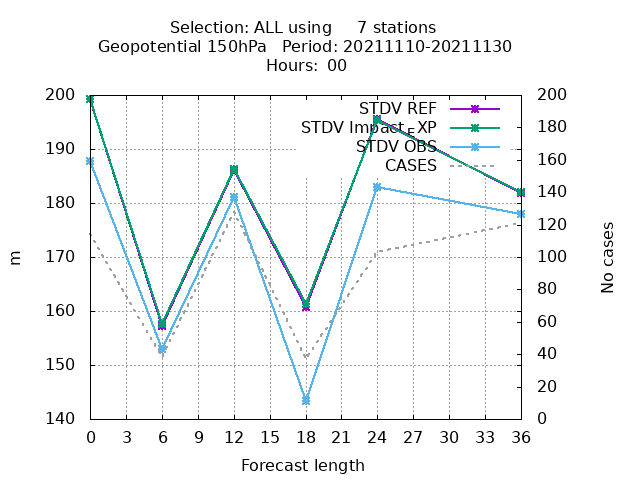 Selection: ALL using     7 stations
Geopotential 150hPa   Period: 20211110-20211130
Hours:  00
STDV REF
STDV Impact_EXP
STDV OBS
CASES
200
190
180
170
160
150
140
200
180
160
140
120
100
80
60
40
20
0
m
No cases
0 3 6 9 12 15 18 21 24 27 30 33 36
Forecast length